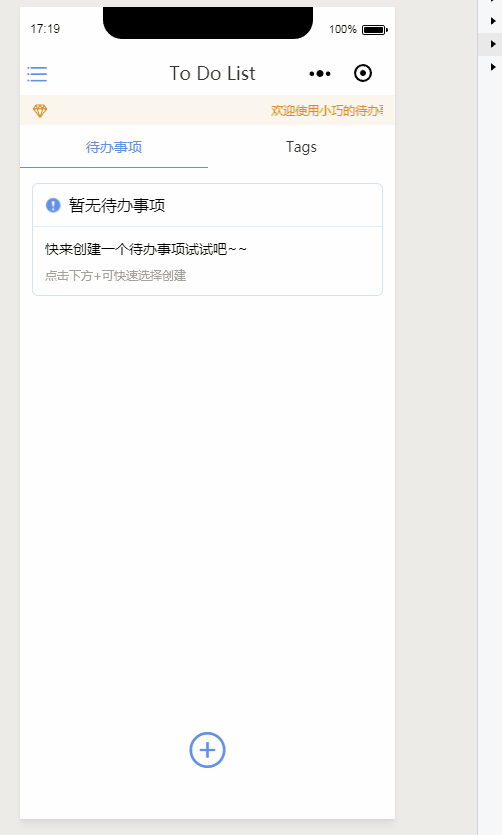 17:19
100%
To Do List
欢迎使用小巧的待办
待办事项
Tags
暂无待办事项
快来创建一个待办事项试试吧~~
点击下方+可快速选择创建